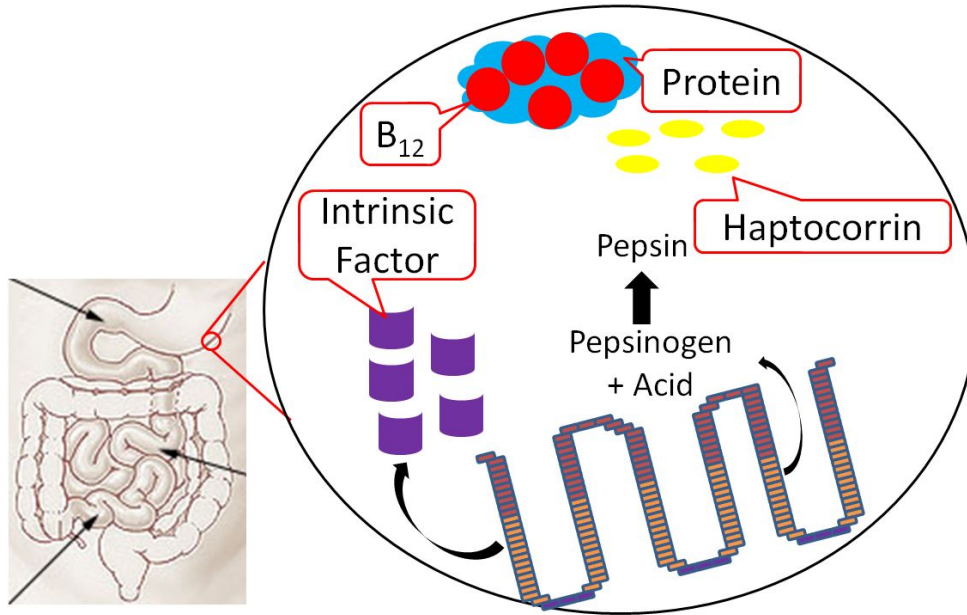 Protein
B₁₂
Haptocorrin
Intrinsic
Factor
Pepsin
Pepsinogen
+ Acid